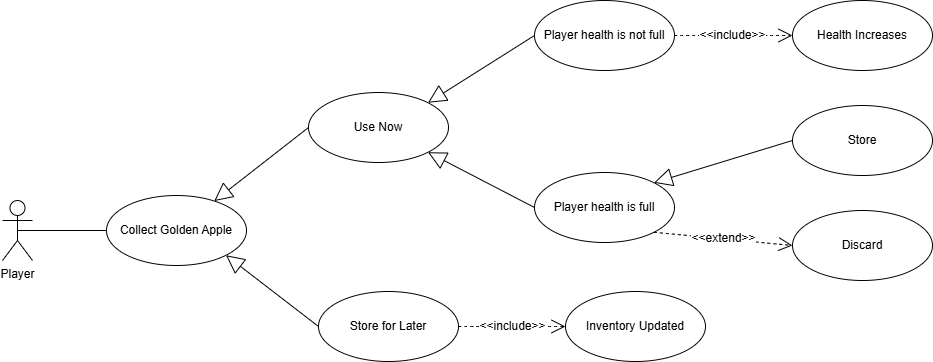 Player health is not full
<<include>>
Health Increases
Use Now
Store
Player health is full
<<extend>>
Discard
Collect Golden Apple
Player
Store for Later
<<include>>
Inventory Updated